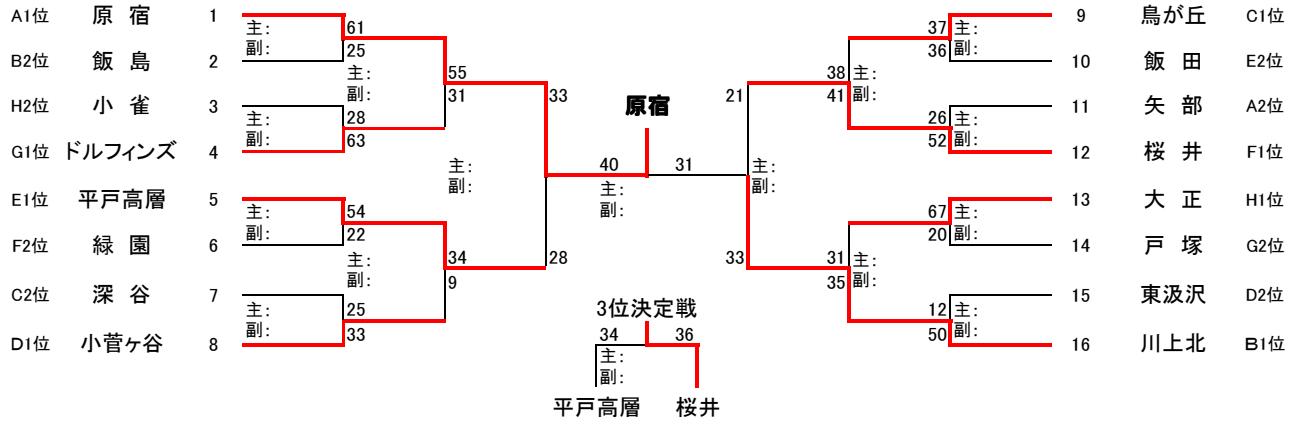 A1位 原 宿 1
主:
副:
61
25
B2位 飯 島 2
主:
副:
55
31
H2位 小 雀 3
主:
副:
28
63
G1位 ドルフィンズ 4
33
主:
副:
28
E1位 平戸高層 5
主:
副:
54
22
F2位 緑 園 6
主:
副:
34
9
C2位 深 谷 7
主:
副:
25
33
D1位 小菅ヶ谷 8
原宿
40 31
主:
副:
3位決定戦
34 36
主:
副:
平戸高層 桜井
9 鳥が丘 C1位
37 主:
36 副:
10 飯 田 E2位
38 主:
41 副:
11 矢 部 A2位
26 主:
52 副:
12 桜 井 F1位
21
主:
副:
33
13 大 正 H1位
67 主:
20 副:
14 戸 塚 G2位
31 主:
35 副:
15 東汲沢 D2位
12 主:
50 副:
16 川上北 B1位